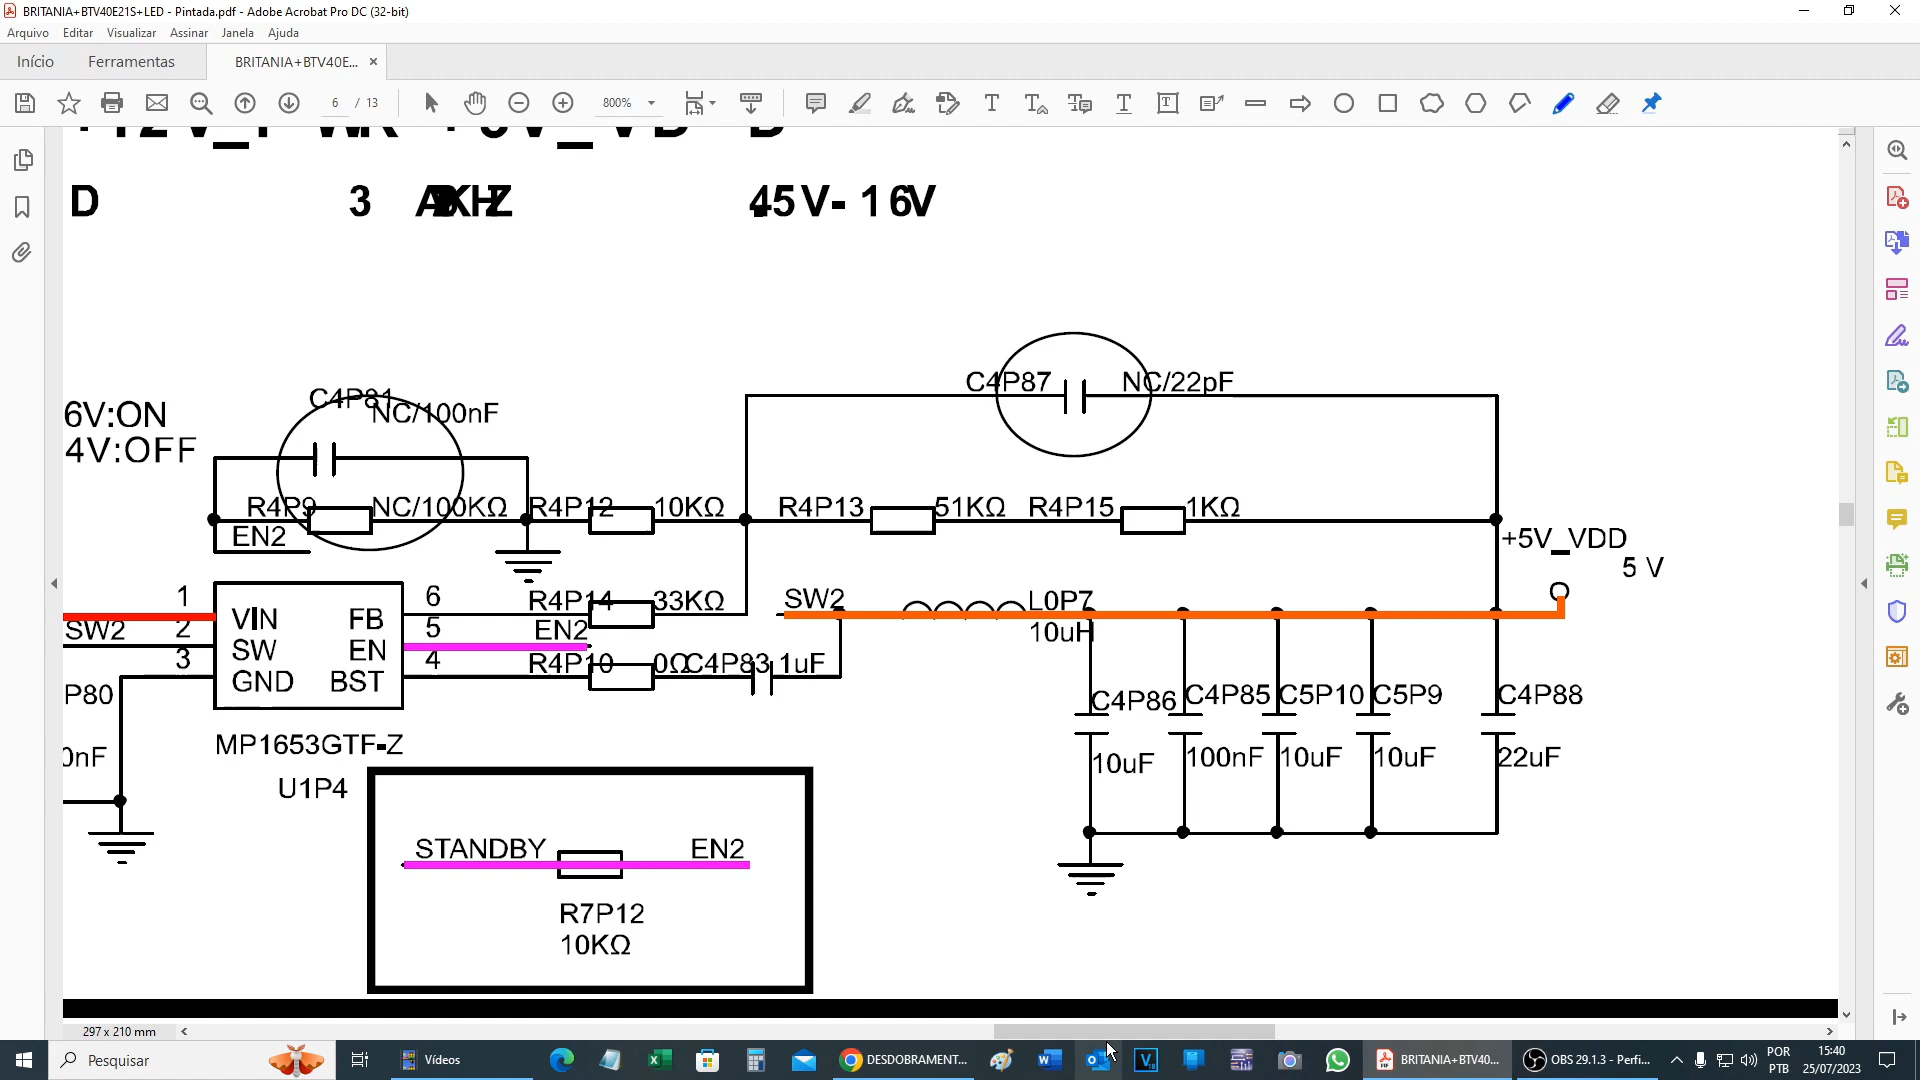 BRITANIA+BTV40E21S+LED - Pintada.pdf - Adobe Acrobat Pro DC (32-bit)
Arquivo Editar Visualizar Assinar Janela Ajuda
Início Ferramentas BRITANIA+BTV40E... ×
6 / 13 800%
D 3
45V-16V
C4P87 NC/22pF
C4P81
NC/100nF
6V:ON
4V:OFF
R4P9 NC/100KΩ R4P12 10KΩ R4P13 51KΩ R4P15 1KΩ
EN2
+5V_VDD
5 V
1 VIN FB 6 R4P14 33KΩ SW2 L0P7
SW2 2 SW EN 5 EN2 10uH
3 GND BST 4 R4P10 0Ω C4P83 1uF
P80
C4P86 C4P85 C5P10 C5P9 C4P88
0nF
10uF 100nF 10uF 10uF 22uF
MP1653GTF-Z
U1P4
STANDBY EN2
R7P12
10KΩ
297 x 210 mm
Pesquisar Vídeos DESDOBRAMENT... BRITANIA+BTV40... OBS 29.1.3 - Perfi... POR PTB 15:40 25/07/2023